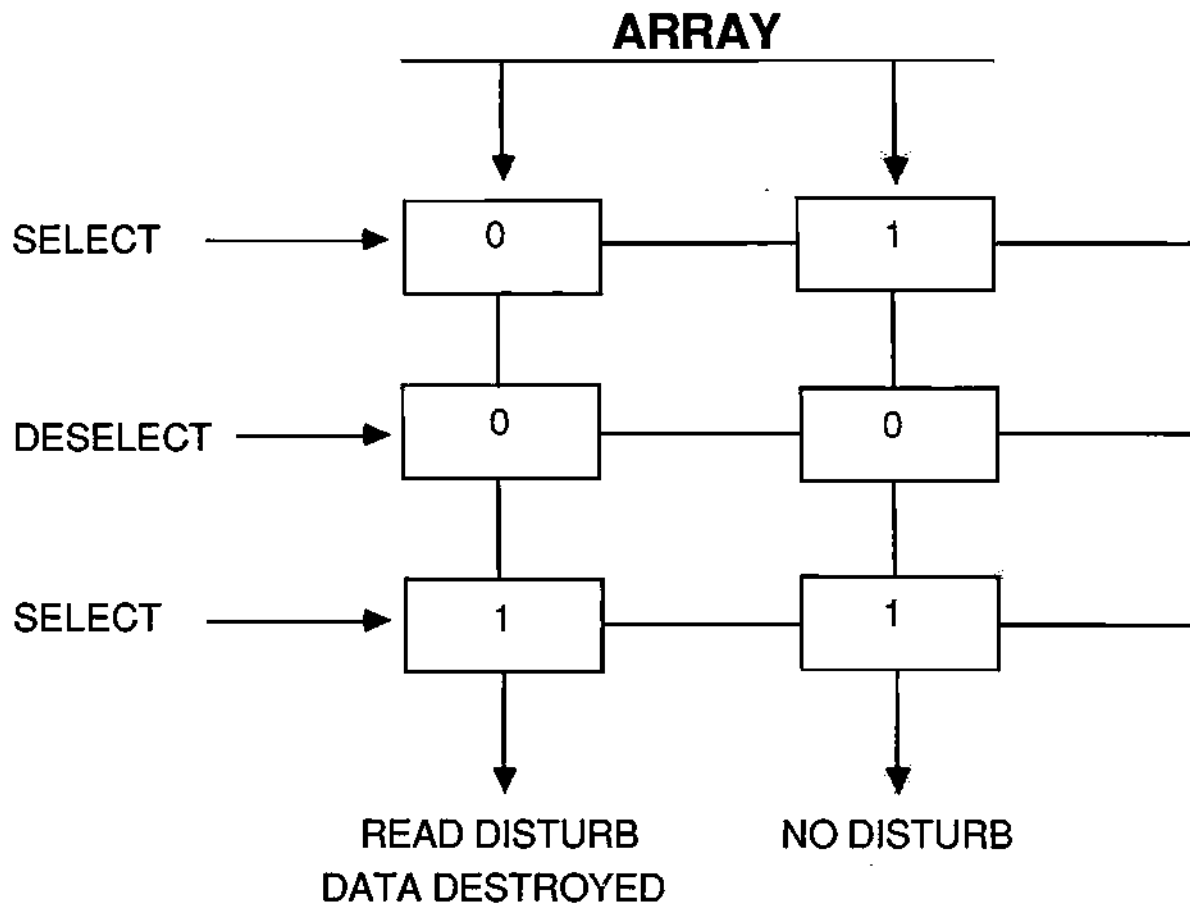 ARRAY
SELECT 0 1
DESELECT 0 0
SELECT 1 1
READ DISTURB NO DISTURB
DATA DESTROYED